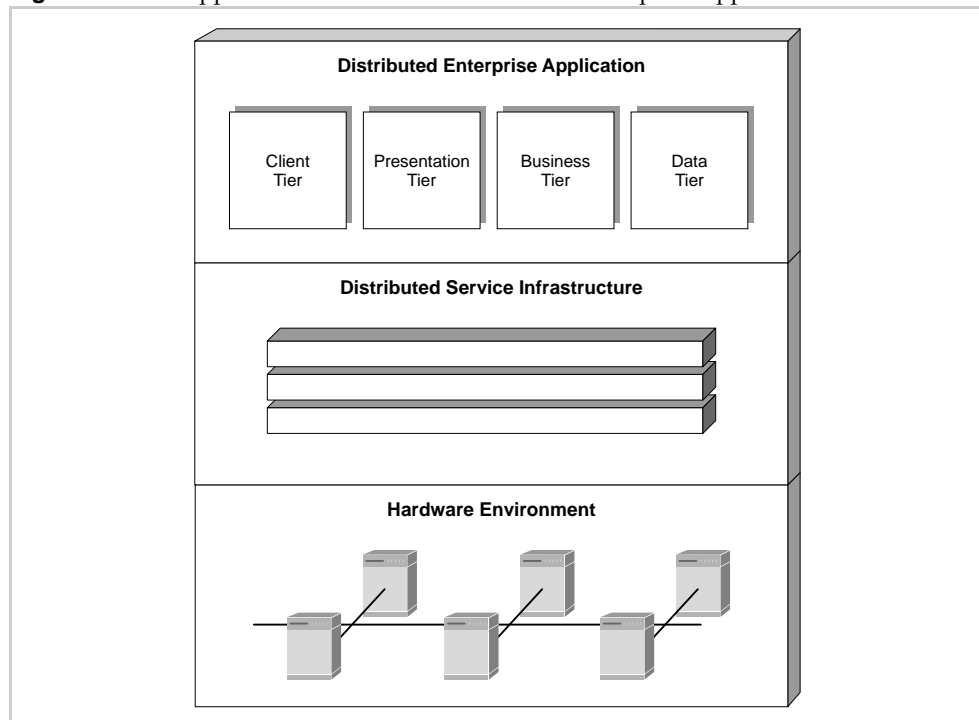 Distributed Enterprise Application
Client
Tier
Presentation
Tier
Business
Tier
Data
Tier
Distributed Service Infrastructure
Hardware Environment